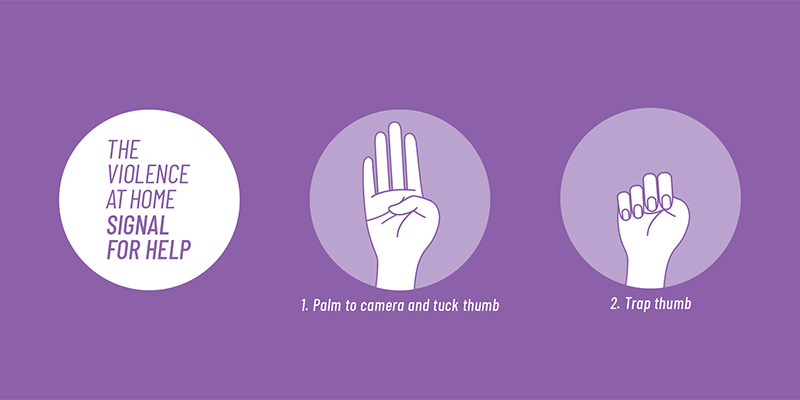 THE
VIOLENCE
AT HOME
SIGNAL
FOR HELP
1. Palm to camera and tuck thumb
2. Trap thumb